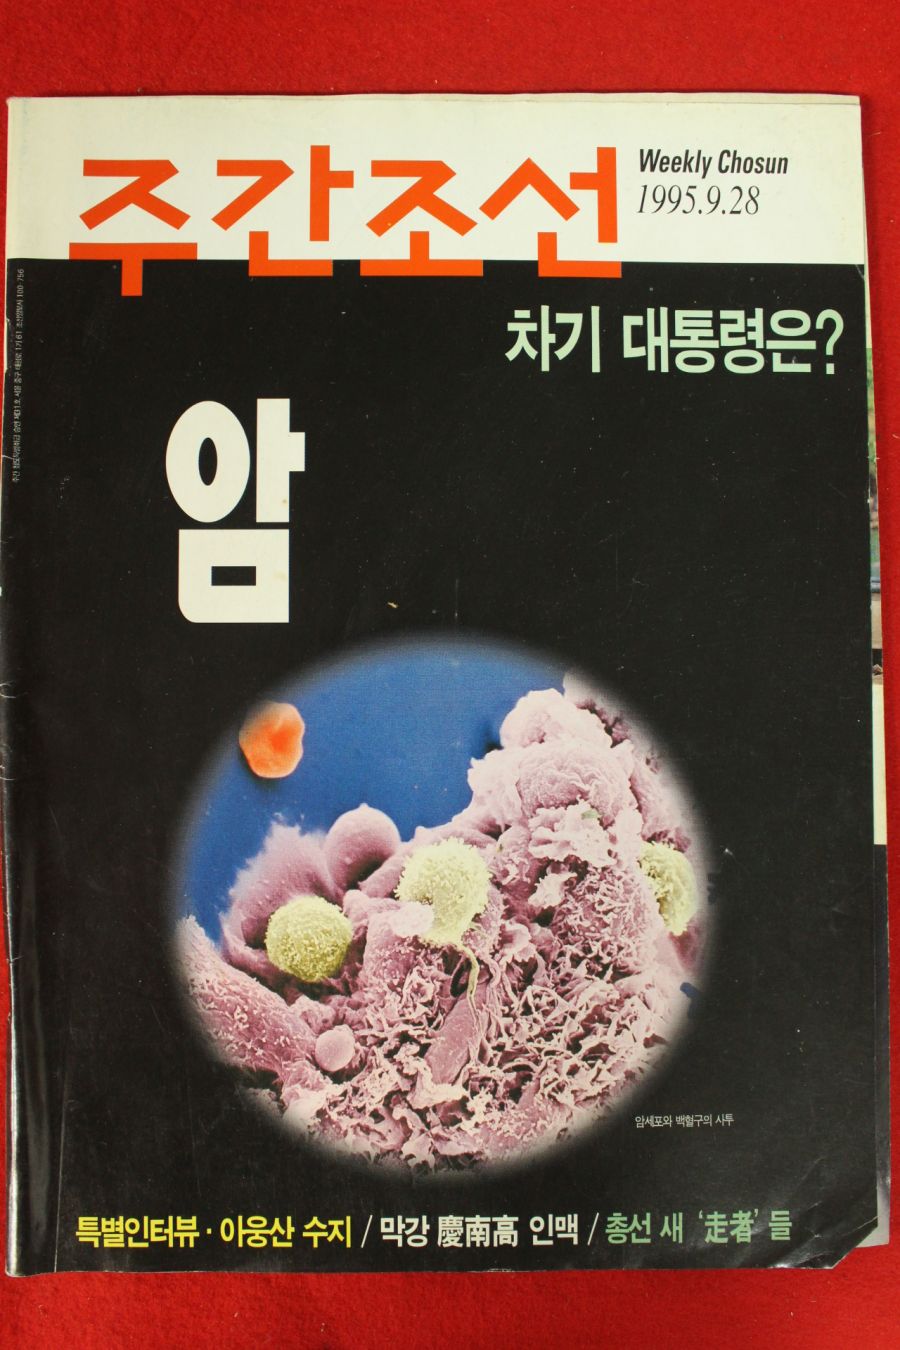 주간조선
Weekly Chosun
1995.9.28
차기 대통령은?
암
암세포와 백혈구의 사투
특별인터뷰 · 아웅산 수지 / 막강 慶南高 인맥 / 총선 새 '走者' 들